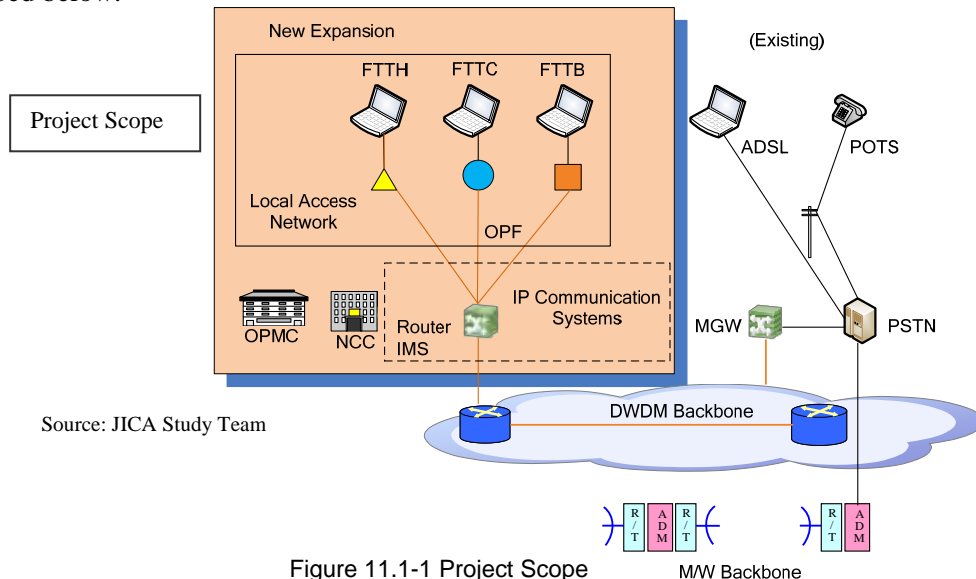 New Expansion
(Existing)
FTTH
FTTC
FTTB
Project Scope
ADSL
POTS
Local Access
Network
OPF
IP Communication
Systems
OPMC
NCC
Router
IMS
MGW
PSTN
DWDM Backbone
Source: JICA Study Team
R/T
ADM
R/T
R/T
ADM
Figure 11.1-1 Project Scope
M/W Backbone